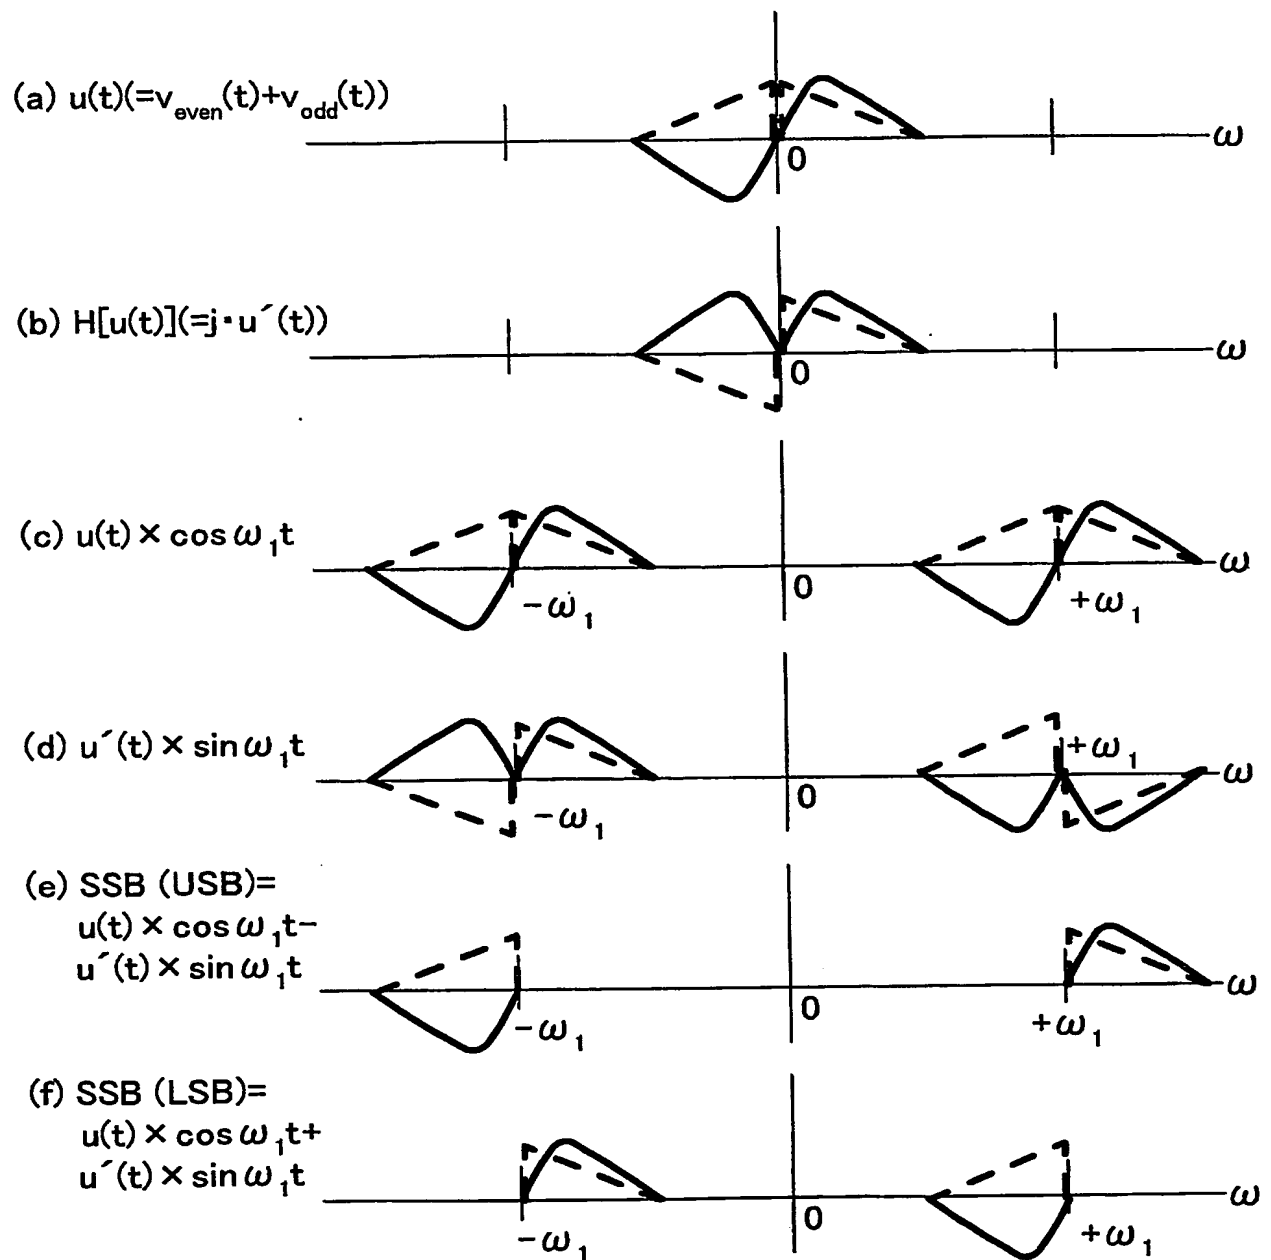 (a) u(t)(=v_even(t)+v_odd(t))
ω
0
(b) H[u(t)](=j・u´(t))
ω
0
(c) u(t)×cosω₁t
ω
0
−ω₁
+ω₁
(d) u´(t)×sinω₁t
+ω₁
ω
0
−ω₁
(e) SSB (USB)=
u(t)×cosω₁t−
u´(t)×sinω₁t
ω
0
−ω₁
+ω₁
(f) SSB (LSB)=
u(t)×cosω₁t+
u´(t)×sinω₁t
ω
0
−ω₁
+ω₁